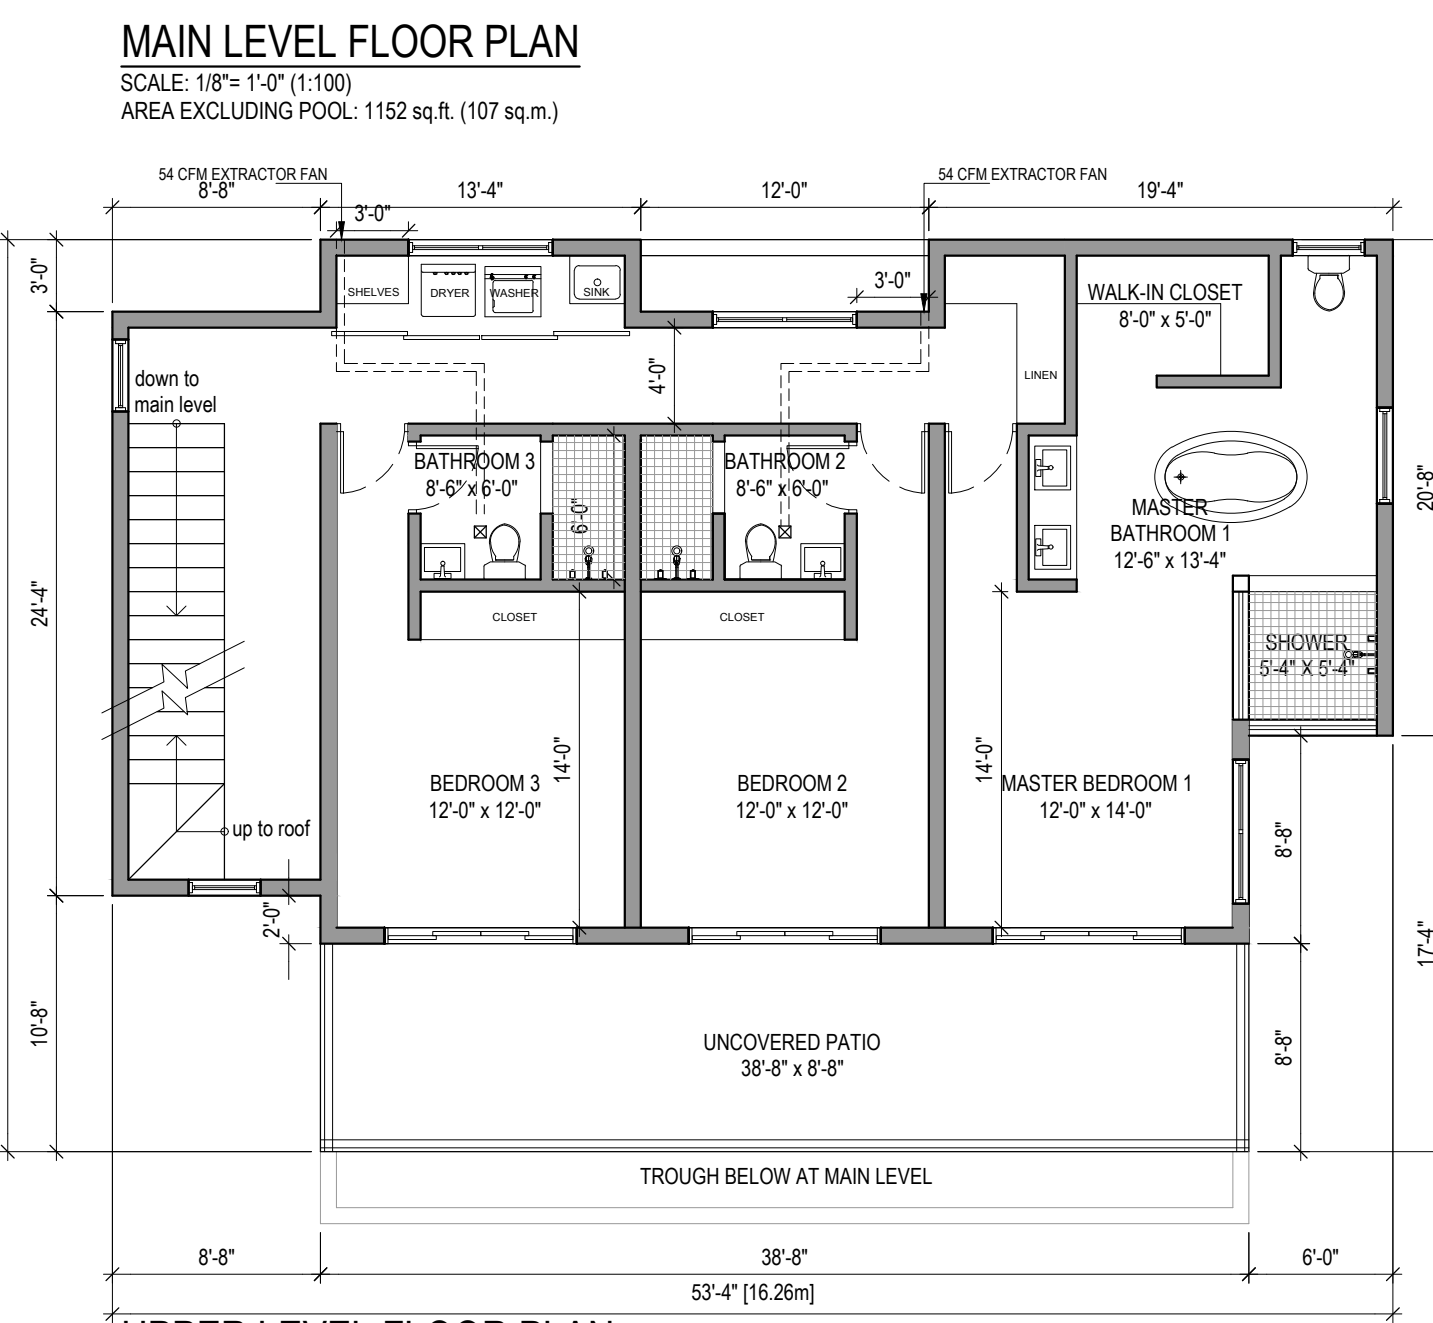 MAIN LEVEL FLOOR PLAN
SCALE: 1/8"= 1'-0" (1:100)
AREA EXCLUDING POOL: 1152 sq.ft. (107 sq.m.)
54 CFM EXTRACTOR FAN
54 CFM EXTRACTOR FAN
8'-8"
13'-4"
12'-0"
19'-4"
3'-0"
3'-0"
3'-0"
SHELVES
DRYER
WASHER
SINK
WALK-IN CLOSET
8'-0" x 5'-0"
4'-0"
LINEN
down to
main level
BATHROOM 3
8'-6" x 6'-0"
6'-0"
BATHROOM 2
8'-6" x 6'-0"
MASTER
BATHROOM 1
12'-6" x 13'-4"
20'-8"
24'-4"
CLOSET
CLOSET
SHOWER
5'-4" X 5'-4"
14'-0"
14'-0"
BEDROOM 3
12'-0" x 12'-0"
BEDROOM 2
12'-0" x 12'-0"
MASTER BEDROOM 1
12'-0" x 14'-0"
up to roof
8'-8"
2'-0"
17'-4"
10'-8"
UNCOVERED PATIO
38'-8" x 8'-8"
8'-8"
TROUGH BELOW AT MAIN LEVEL
8'-8"
38'-8"
6'-0"
53'-4" [16.26m]
UPPER LEVEL FLOOR PLAN